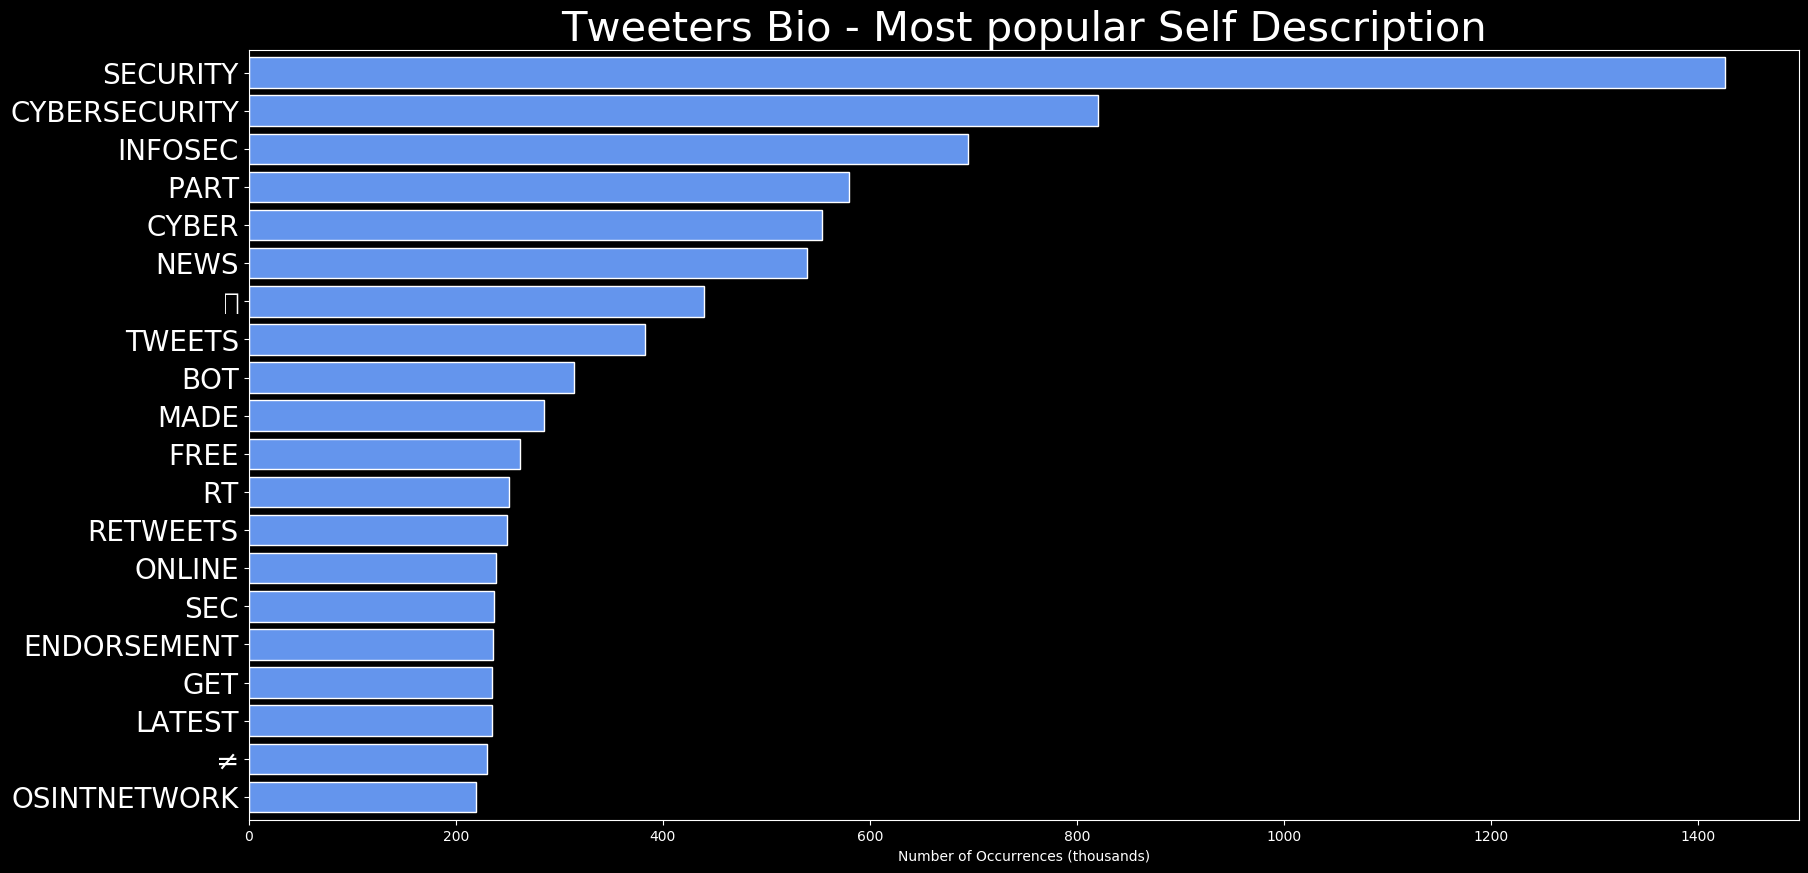 Tweeters Bio - Most popular Self Description
SECURITY
CYBERSECURITY
INFOSEC
PART
CYBER
NEWS
TWEETS
BOT
MADE
FREE
RT
RETWEETS
ONLINE
SEC
ENDORSEMENT
GET
LATEST
≠
OSINTNETWORK
0 200 400 600 800 1000 1200 1400
Number of Occurrences (thousands)